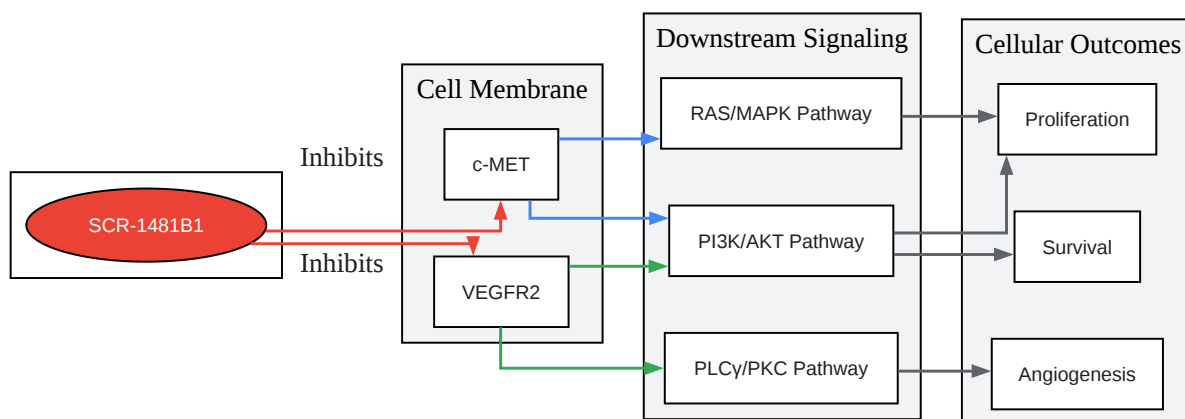 Downstream Signaling
Cellular Outcomes
Cell Membrane
RAS/MAPK Pathway
Proliferation
Inhibits
c-MET
SCR-1481B1
PI3K/AKT Pathway
Survival
Inhibits
VEGFR2
PLCγ/PKC Pathway
Angiogenesis